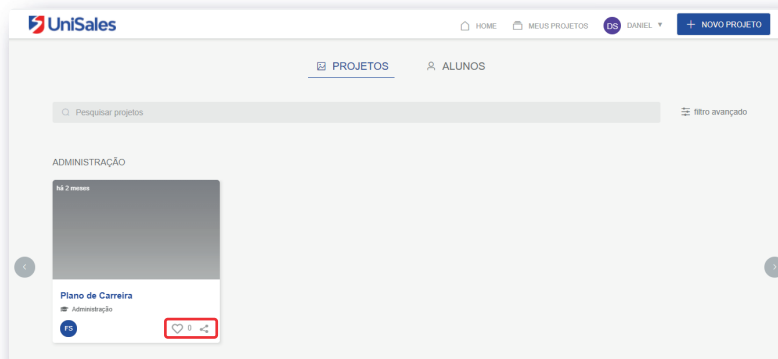 UniSales
HOME
MEUS PROJETOS
DS
DANIEL
+ NOVO PROJETO
PROJETOS
ALUNOS
Pesquisar projetos
filtro avançado
ADMINISTRAÇÃO
há 2 meses
Plano de Carreira
Administração
FS
0